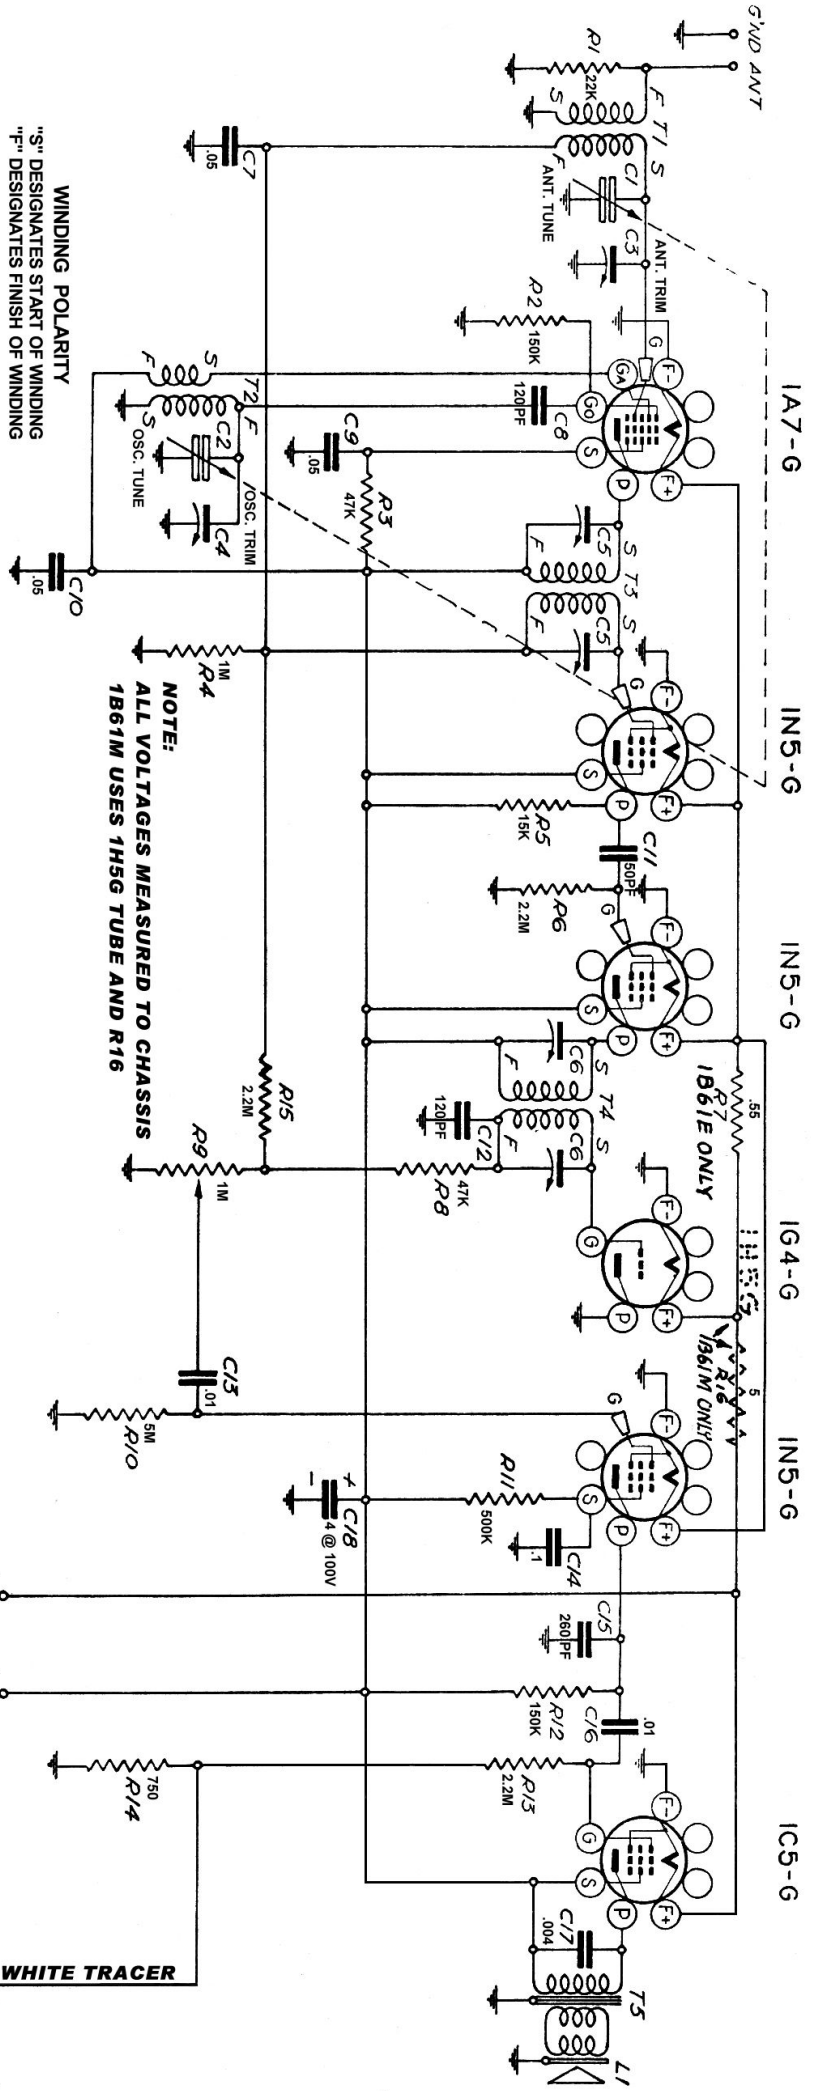 G'ND ANT
R1
22K
F T1 S
S F
C1
ANT. TUNE
C3
ANT. TRIM
C7
.05
WINDING POLARITY
"S" DESIGNATES START OF WINDING
"F" DESIGNATES FINISH OF WINDING
1A7-G
R2
150K
G
F-
GA
GO
S
P
F+
C8
120PF
C9
.05
R3
47K
S
F
T2
F
S
C2
OSC. TUNE
C4
OSC. TRIM
C10
.05
C5
S T3 S
F F
C5
1N5-G
G
F-
S
P
F+
R4
1M
NOTE:
ALL VOLTAGES MEASURED TO CHASSIS
1B61M USES 1H5G TUBE AND R16
R5
15K
C11
50PF
R6
2.2M
1N5-G
G
F-
S
P
F+
.55
R7
1B61E ONLY
C6
S T4 S
F F
C6
C12
120PF
R8
47K
R15
2.2M
R9
1M
1G4-G
1H5G
F-
G
P
F+
5
R16
1B61M ONLY
C13
.01
R10
5M
1N5-G
G
F-
S
P
F+
R11
500K
C14
.1
+
-
C18
4 @ 100V
C15
260PF
R12
150K
C16
.01
R13
2.2M
R14
750
1C5-G
F-
G
S
P
F+
C17
.004
T5
L1
WHITE TRACER